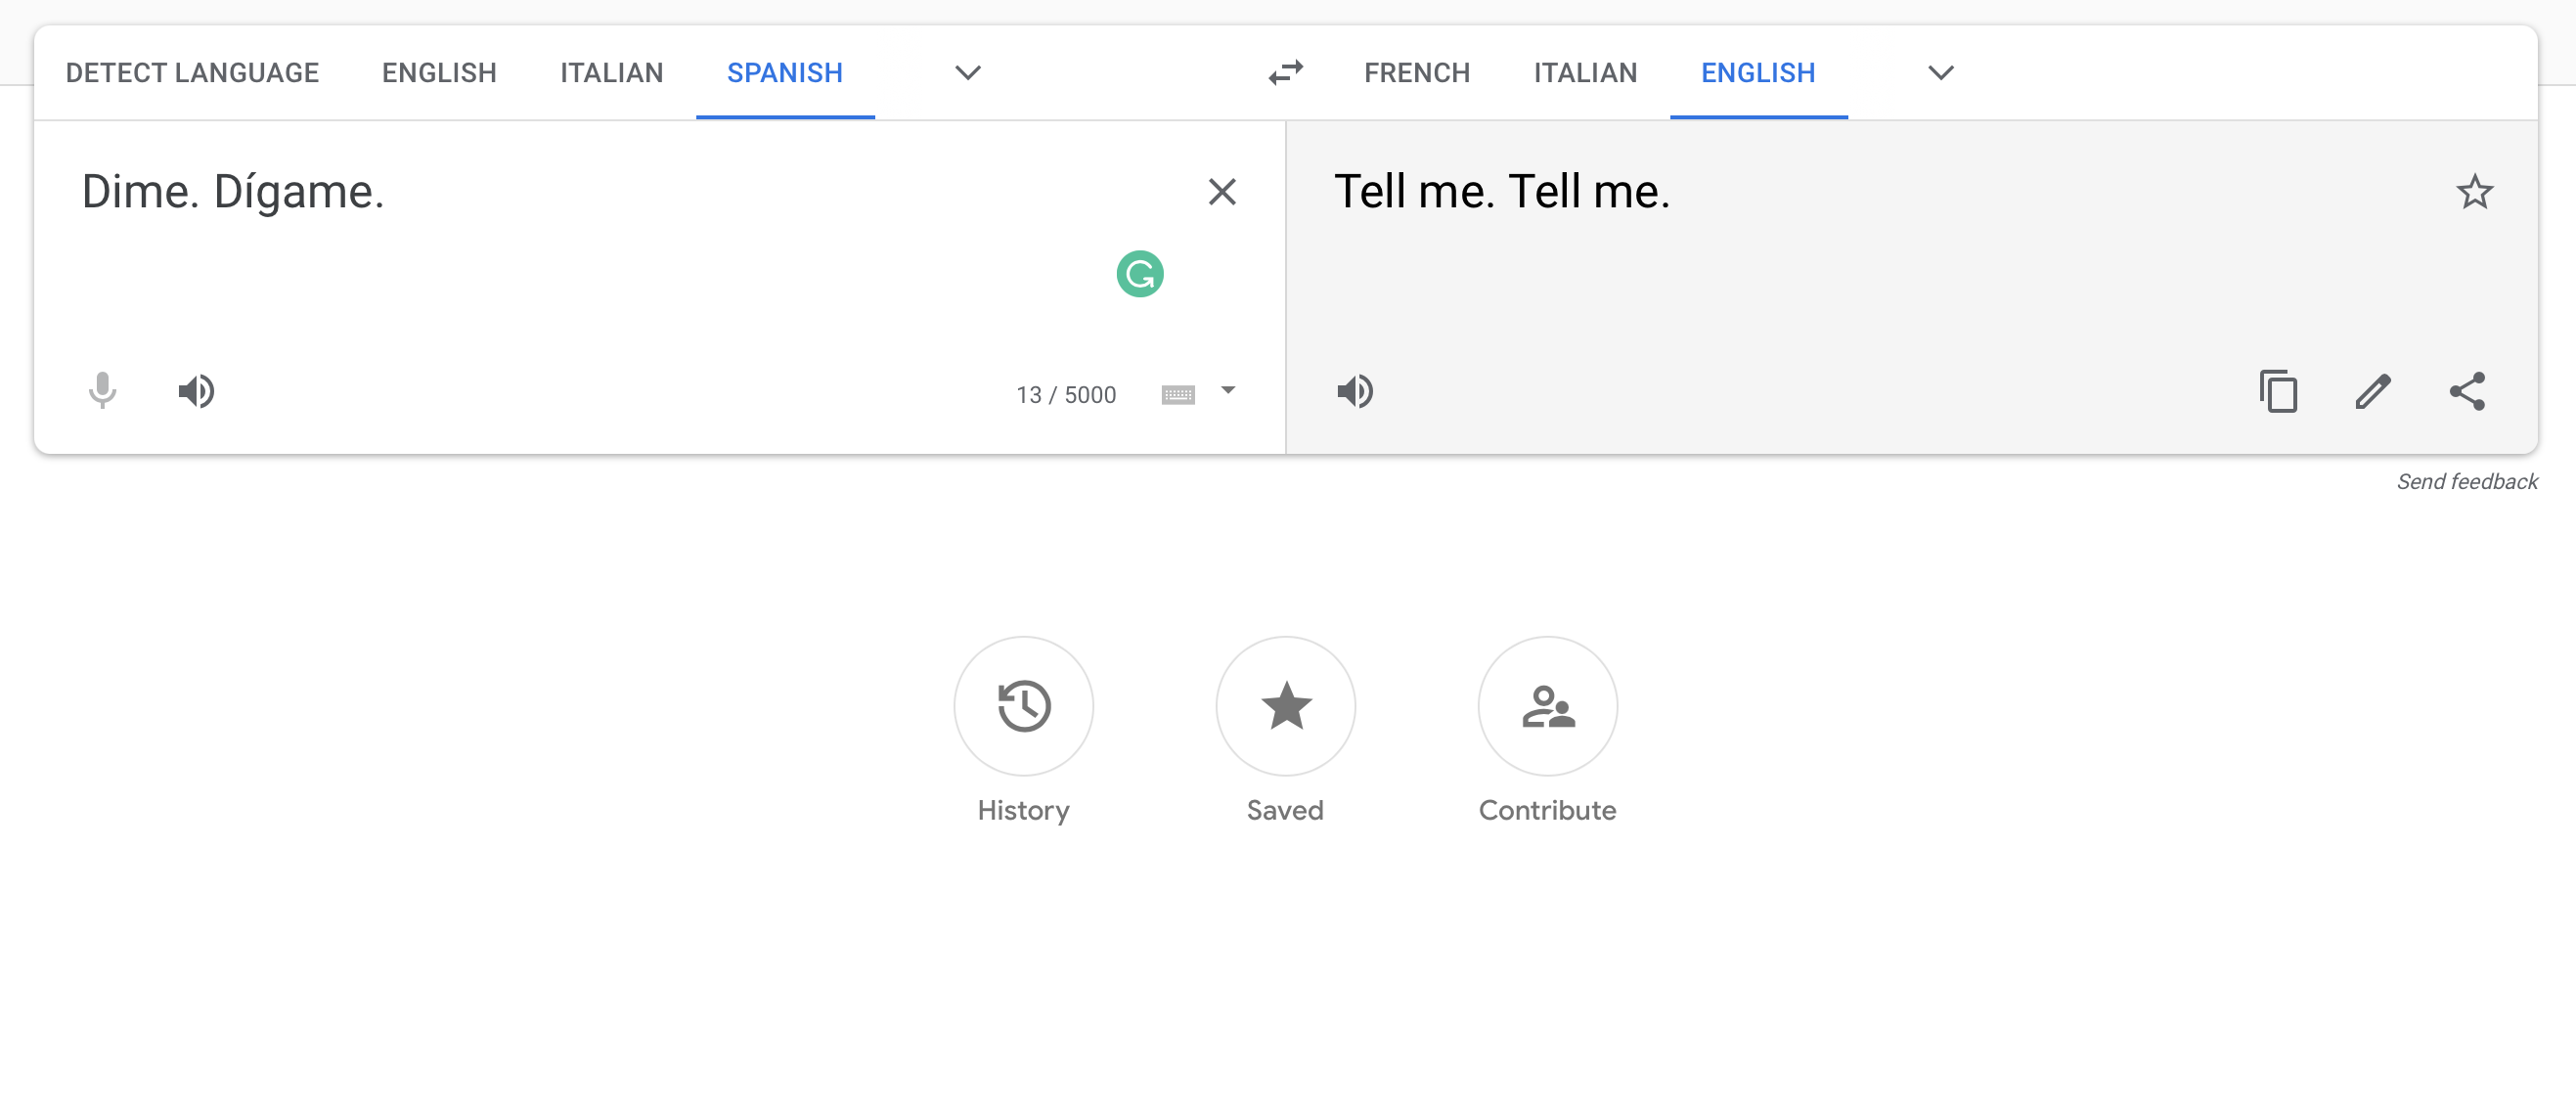 DETECT LANGUAGE ENGLISH ITALIAN SPANISH FRENCH ITALIAN ENGLISH
Dime. Dígame.
Tell me. Tell me.
13 / 5000
Send feedback
History Saved Contribute